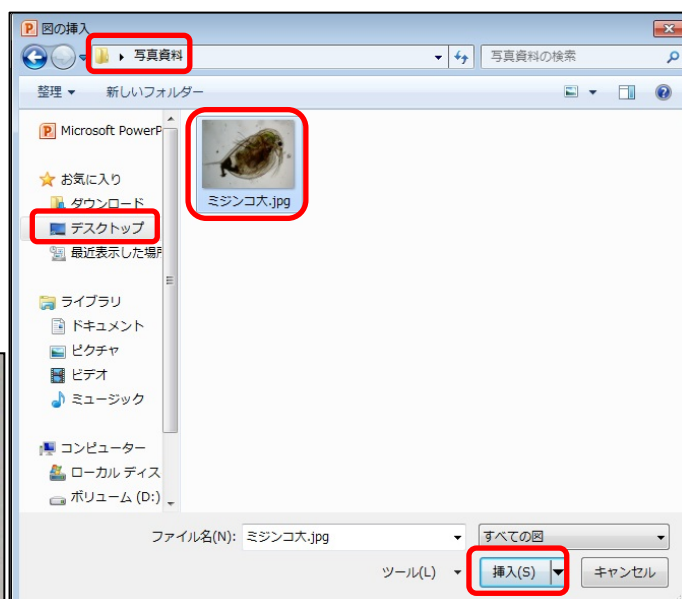 図の挿入
写真資料
写真資料の検索
整理
新しいフォルダー
Microsoft PowerP
お気に入り
ダウンロード
デスクトップ
最近表示した場所
ライブラリ
ドキュメント
ピクチャ
ビデオ
ミュージック
コンピューター
ローカル ディス
ボリューム (D:)
ミジンコ大.jpg
ファイル名(N): ミジンコ大.jpg
すべての図
ツール(L)
挿入(S)
キャンセル